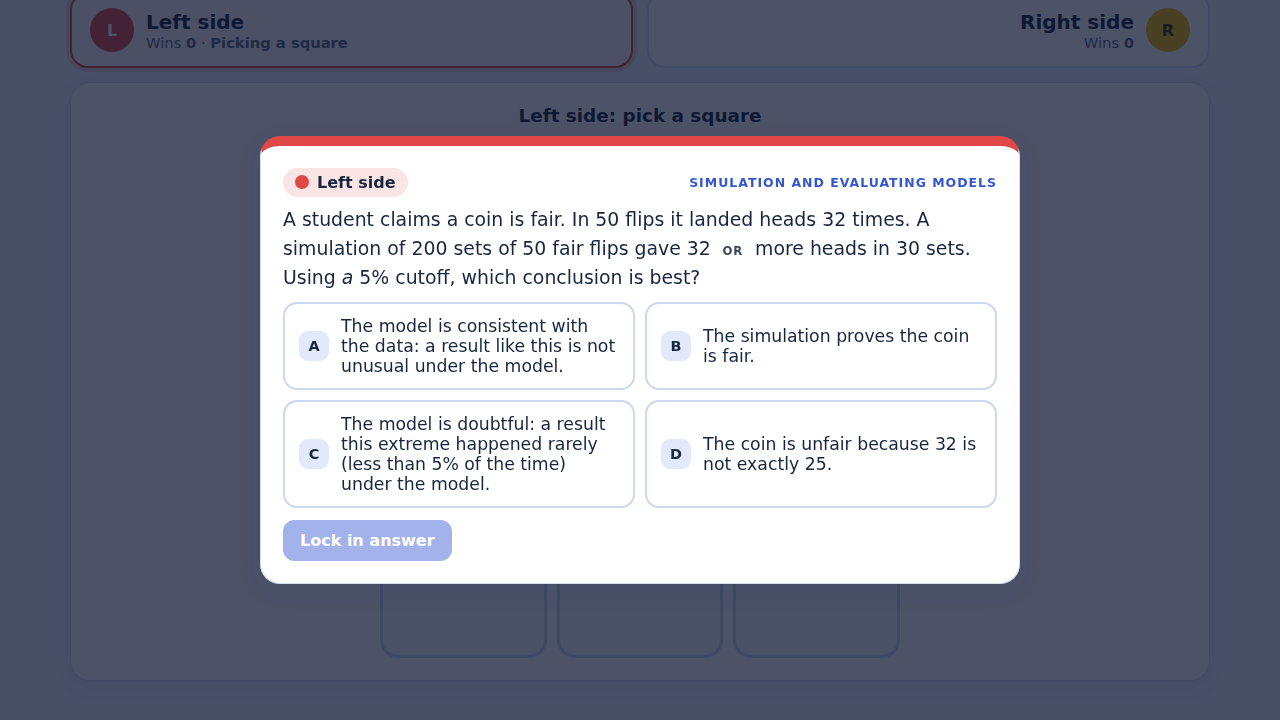 L
Left side
Wins 0 · Picking a square
Right side
Wins 0
R
Left side: pick a square
Left side
SIMULATION AND EVALUATING MODELS
A student claims a coin is fair. In 50 flips it landed heads 32 times. A
simulation of 200 sets of 50 fair flips gave 32 OR more heads in 30 sets.
Using a 5% cutoff, which conclusion is best?
A
The model is consistent with
the data: a result like this is not
unusual under the model.
B
The simulation proves the coin
is fair.
C
The model is doubtful: a result
this extreme happened rarely
(less than 5% of the time)
under the model.
D
The coin is unfair because 32 is
not exactly 25.
Lock in answer